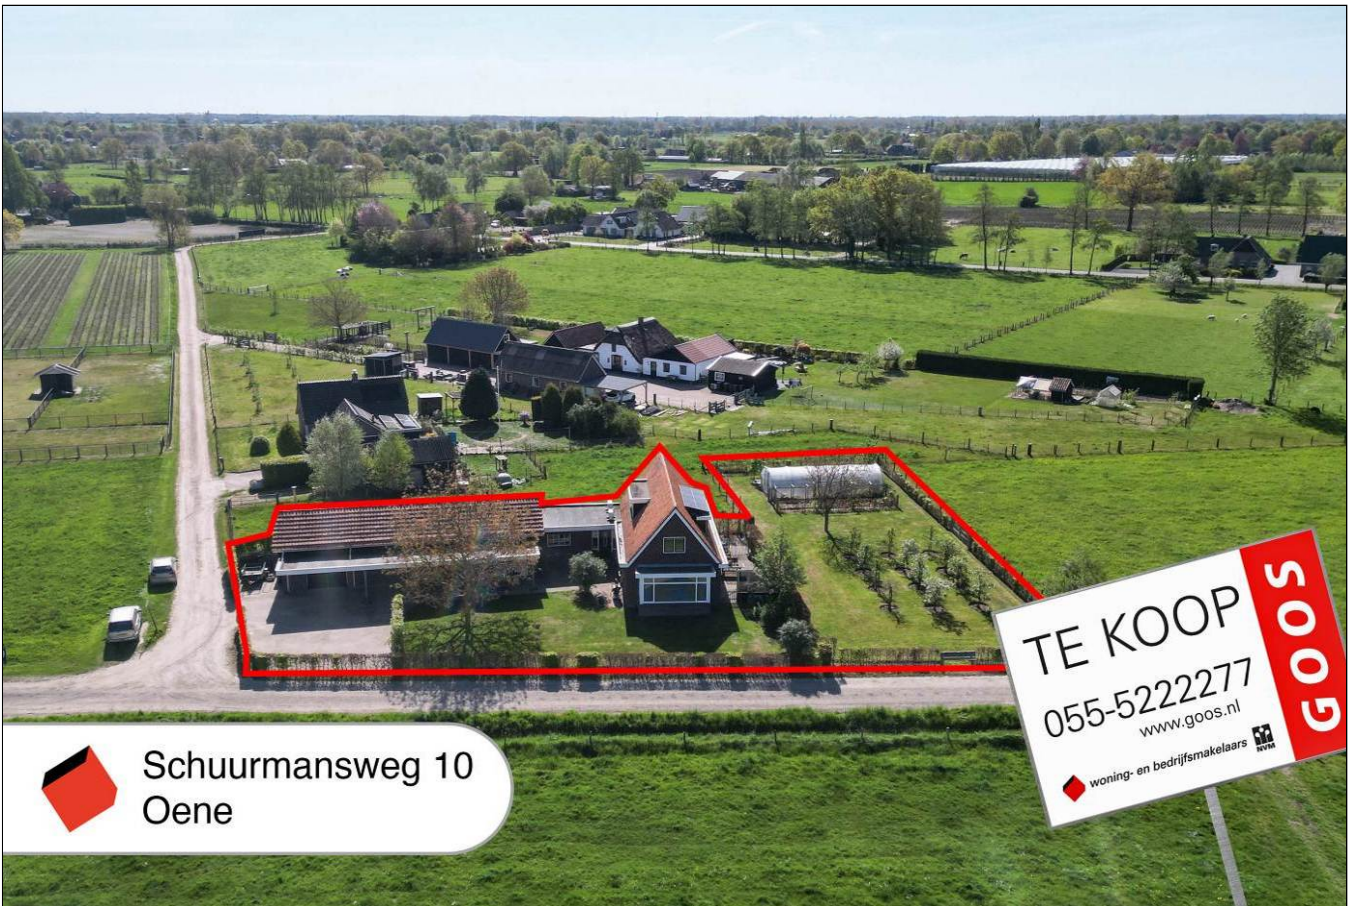 Schuurmansweg 10
Oene
TE KOOP
055-5222277
www.goos.nl
woning- en bedrijfsmakelaars
NVM
GOOS